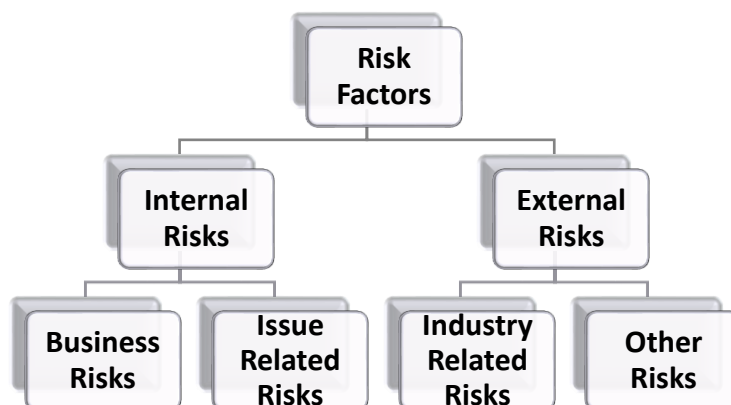 Risk
Factors
Internal
Risks
External
Risks
Business
Risks
Issue
Related
Risks
Industry
Related
Risks
Other
Risks